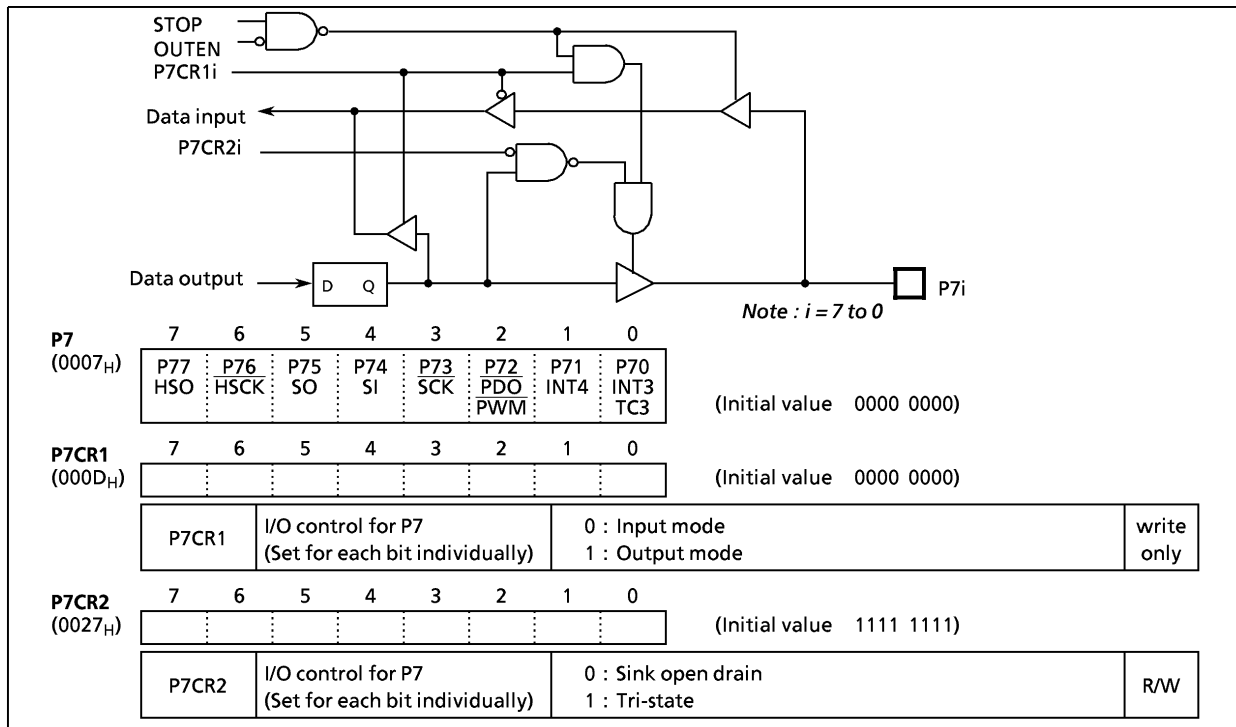 STOP
OUTEN
P7CR1i
Data input
P7CR2i
Data output
D Q
P7i
Note : i = 7 to 0
P7
(0007H)
7 6 5 4 3 2 1 0
P77 P76 P75 P74 P73 P72 P71 P70
HSO HSCK SO SI SCK PDO INT4 INT3
PWM TC3
(Initial value 0000 0000)
P7CR1
(000DH)
7 6 5 4 3 2 1 0
(Initial value 0000 0000)
P7CR1
I/O control for P7
(Set for each bit individually)
0 : Input mode
1 : Output mode
write
only
P7CR2
(0027H)
7 6 5 4 3 2 1 0
(Initial value 1111 1111)
P7CR2
I/O control for P7
(Set for each bit individually)
0 : Sink open drain
1 : Tri-state
R/W